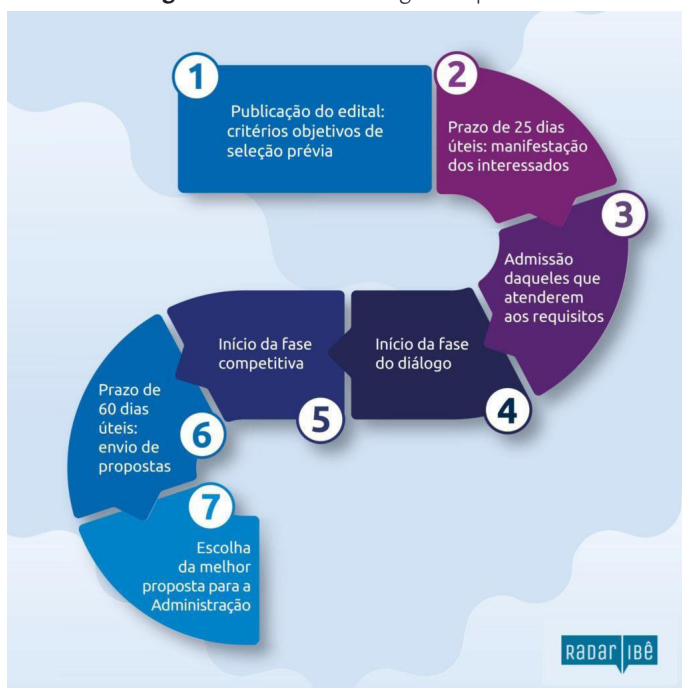 1
Publicação do edital:
critérios objetivos de
seleção prévia
2
Prazo de 25 dias
úteis: manifestação
dos interessados
3
Admissão
daqueles que
atenderem
aos requisitos
4
Início da fase
do diálogo
5
Início da fase
competitiva
6
Prazo de
60 dias
úteis:
envio de
propostas
7
Escolha
da melhor
proposta para a
Administração
RADAR IBÊ